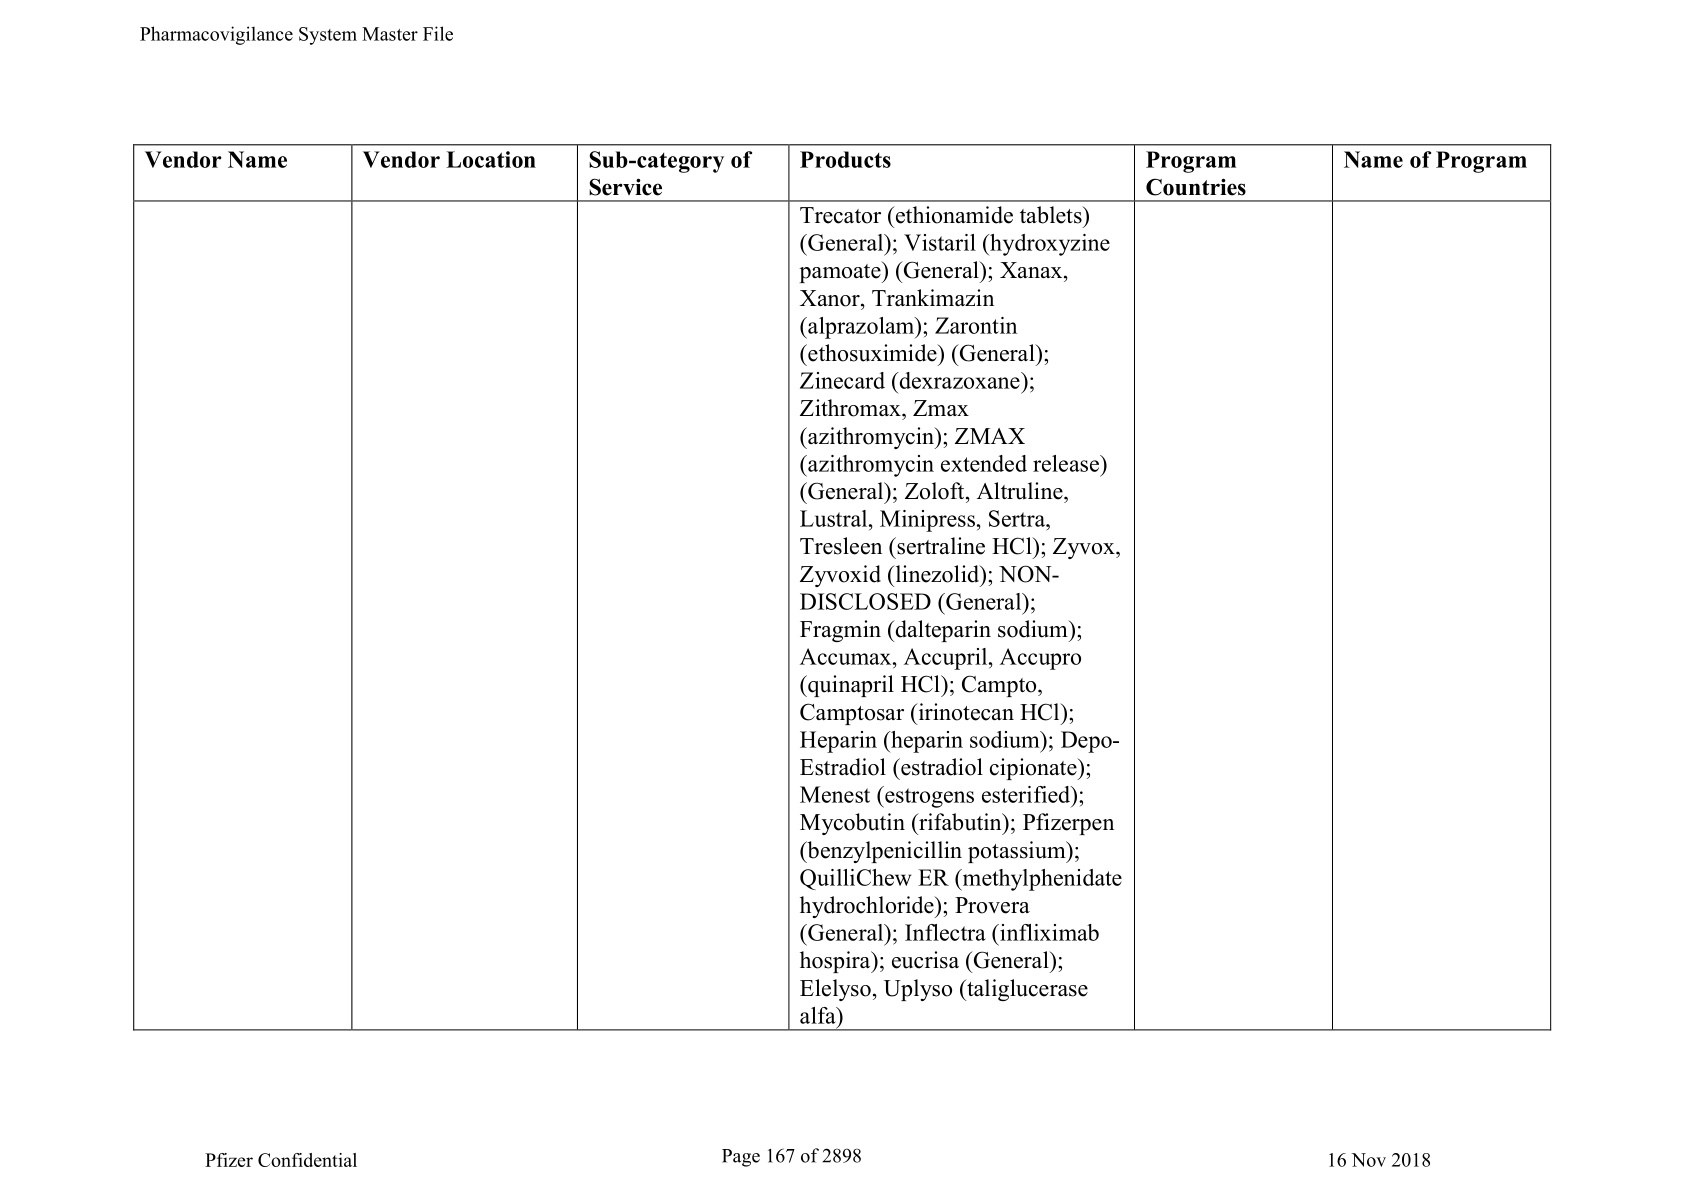 Pharmacovigilance System Master File
Vendor Name
Vendor Location
Sub-category of
Service
Products
Program
Countries
Name of Program
Trecator (ethionamide tablets)
(General); Vistaril (hydroxyzine
pamoate) (General); Xanax,
Xanor, Trankimazin
(alprazolam); Zarontin
(ethosuximide) (General);
Zinecard (dexrazoxane);
Zithromax, Zmax
(azithromycin); ZMAX
(azithromycin extended release)
(General); Zoloft, Altruline,
Lustral, Minipress, Sertra,
Tresleen (sertraline HCl); Zyvox,
Zyvoxid (linezolid); NON-
DISCLOSED (General);
Fragmin (dalteparin sodium);
Accumax, Accupril, Accupro
(quinapril HCl); Campto,
Camptosar (irinotecan HCl);
Heparin (heparin sodium); Depo-
Estradiol (estradiol cipionate);
Menest (estrogens esterified);
Mycobutin (rifabutin); Pfizerpen
(benzylpenicillin potassium);
QuilliChew ER (methylphenidate
hydrochloride); Provera
(General); Inflectra (infliximab
hospira); eucrisa (General);
Elelyso, Uplyso (taliglucerase
alfa)
Pfizer Confidential
Page 167 of 2898
16 Nov 2018